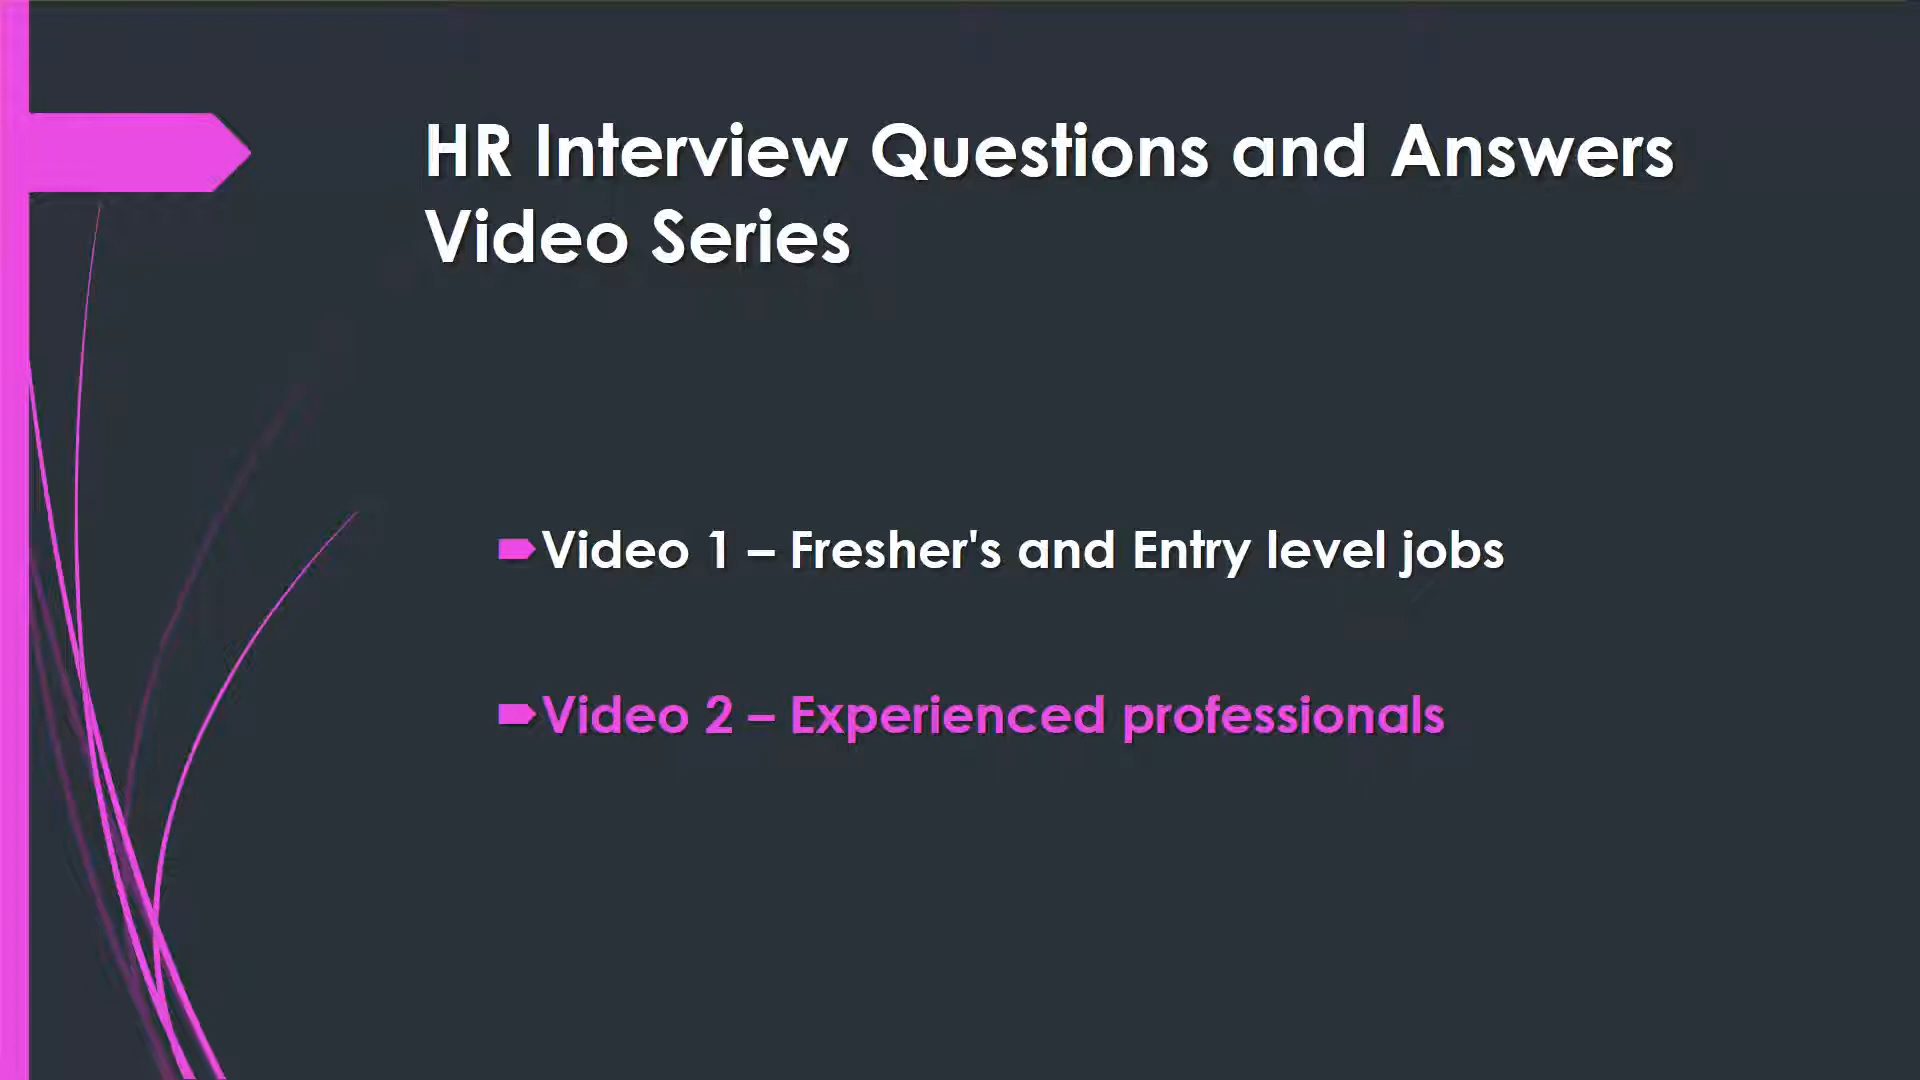 HR Interview Questions and Answers
Video Series
Video 1 – Fresher's and Entry level jobs
Video 2 – Experienced professionals